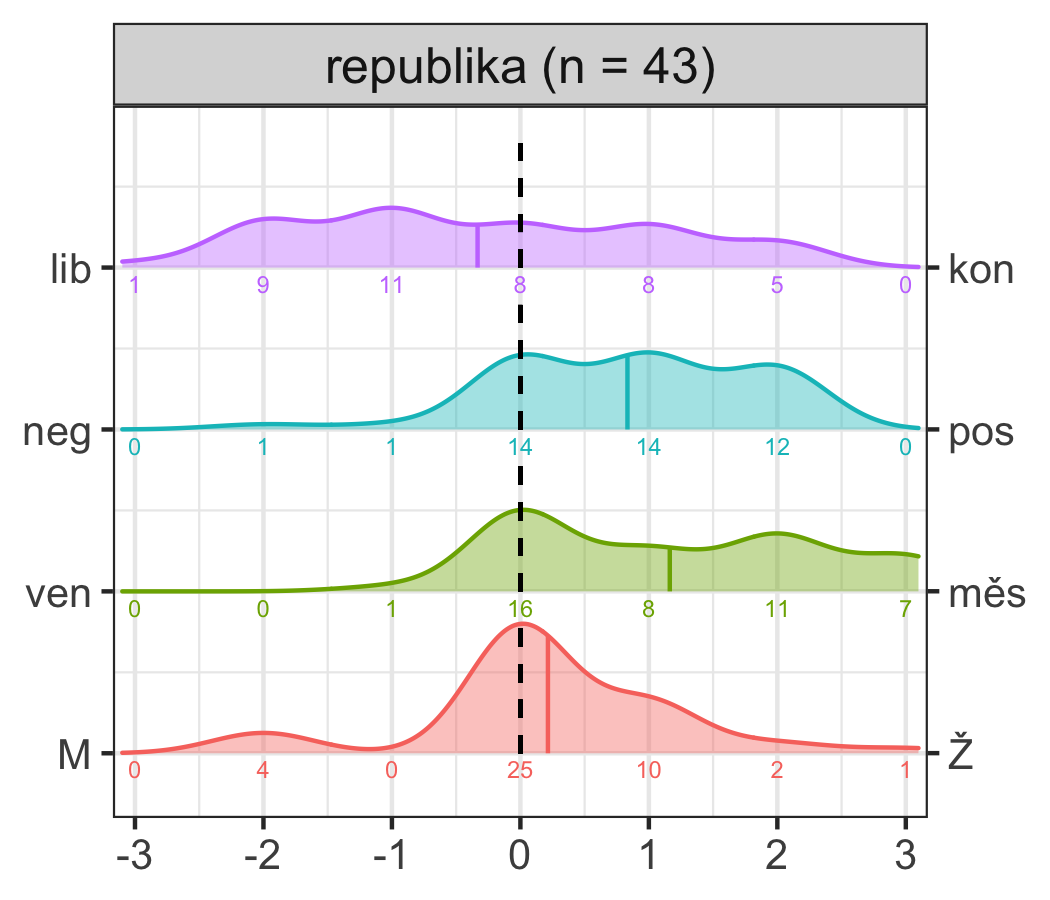 republika (n = 43)
lib kon
1 9 11 8 8 5 0
neg pos
0 1 1 14 14 12 0
ven měs
0 0 1 16 8 11 7
M Ž
0 4 0 25 10 2 1
-3 -2 -1 0 1 2 3